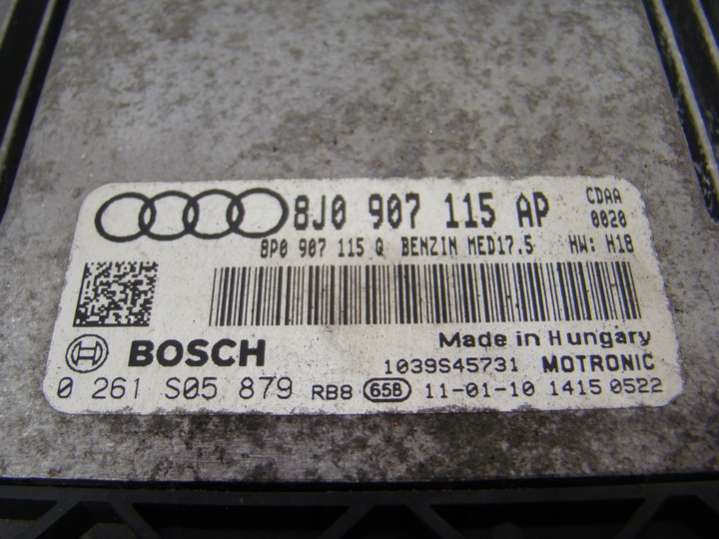 8J0 907 115 AP CDAA
0020
8P0 907 115 Q BENZIN MED17.5 HW: H18
Made in Hungary
BOSCH 1039S45731 MOTRONIC
0 261 S05 879 RB8 65B 11-01-10 1415 0522